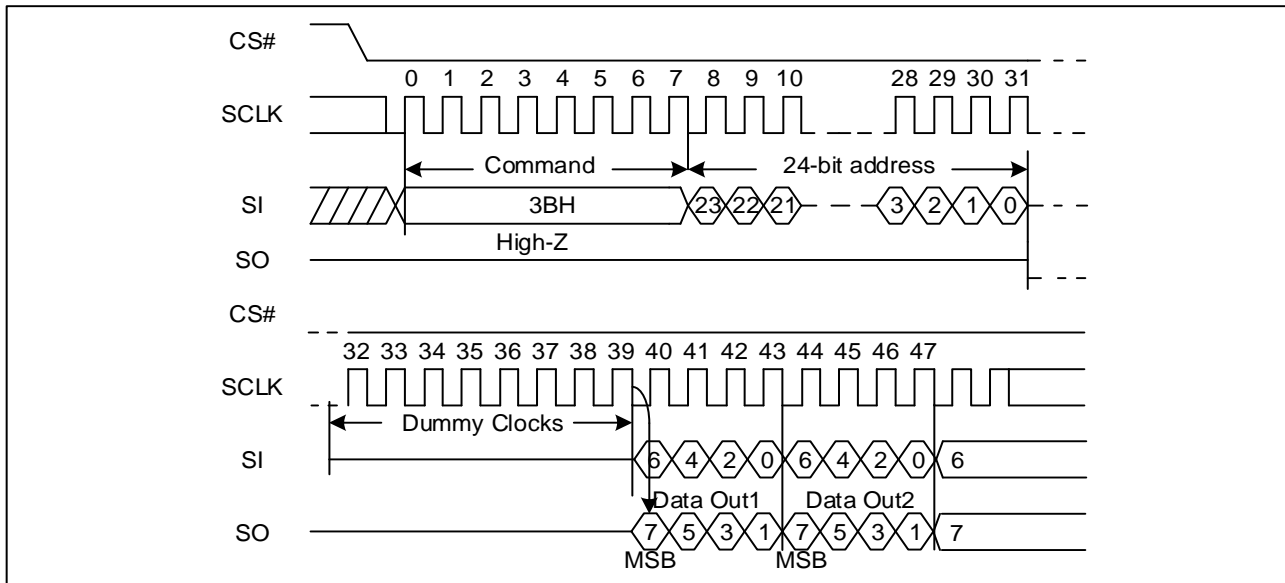 CS#
0 1 2 3 4 5 6 7 8 9 10 28 29 30 31
SCLK
Command 24-bit address
SI 3BH 23 22 21 3 2 1 0
High-Z
SO
CS#
32 33 34 35 36 37 38 39 40 41 42 43 44 45 46 47
SCLK
Dummy Clocks
SI 6 4 2 0 6 4 2 0 6
Data Out1 Data Out2
SO 7 5 3 1 7 5 3 1 7
MSB MSB